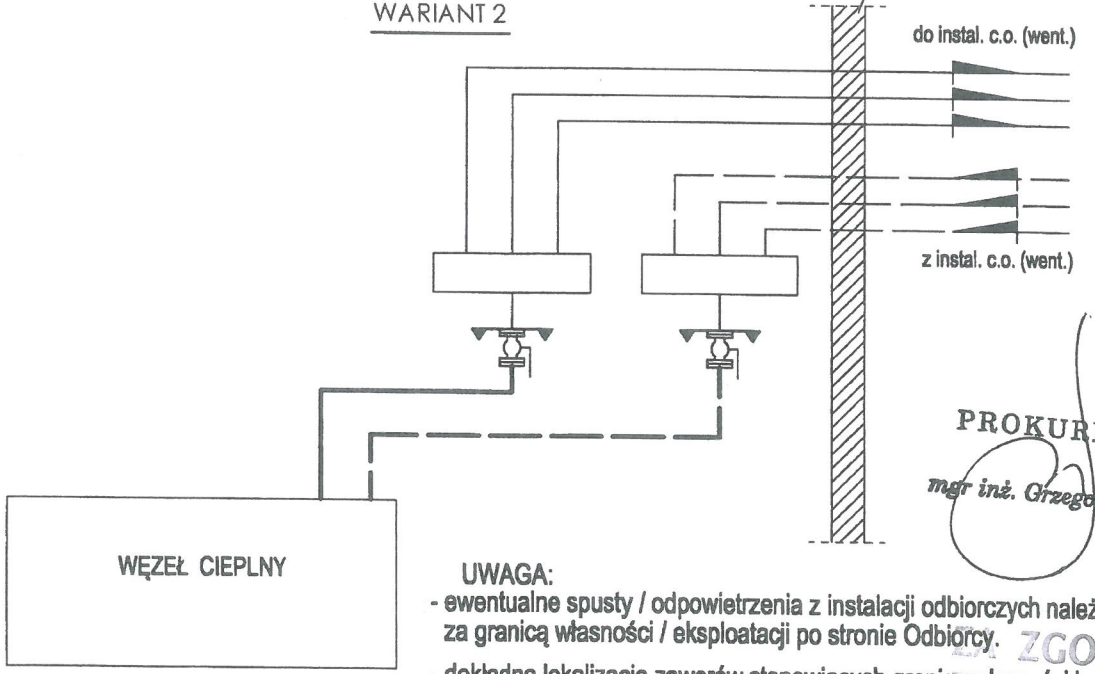 WARIANT 2
do instal. c.o. (went.)
z instal. c.o. (went.)
PROKUR
mgr inż. Grzego
WĘZEŁ CIEPLNY
UWAGA:
- ewentualne spusty / odpowietrzenia z instalacji odbiorczych należ
za granicą własności / eksploatacji po stronie Odbiorcy.
ZA ZGO